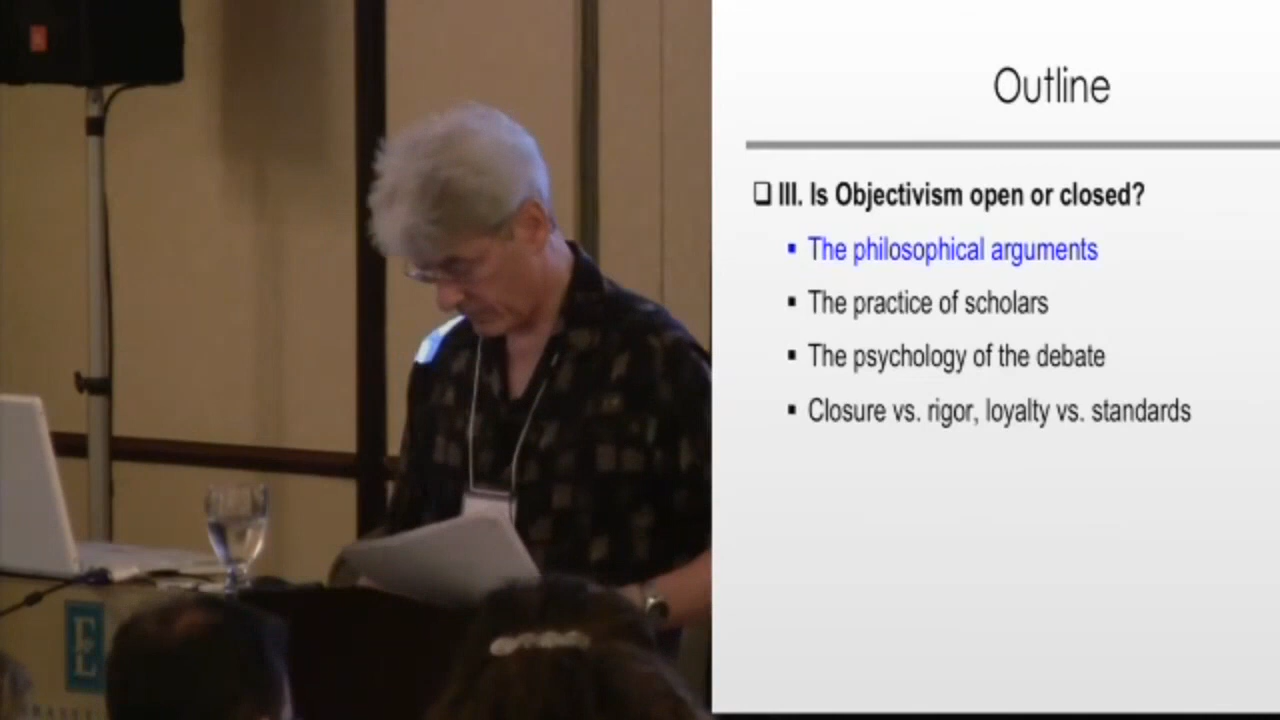 Outline
III. Is Objectivism open or closed?
The philosophical arguments
The practice of scholars
The psychology of the debate
Closure vs. rigor, loyalty vs. standards